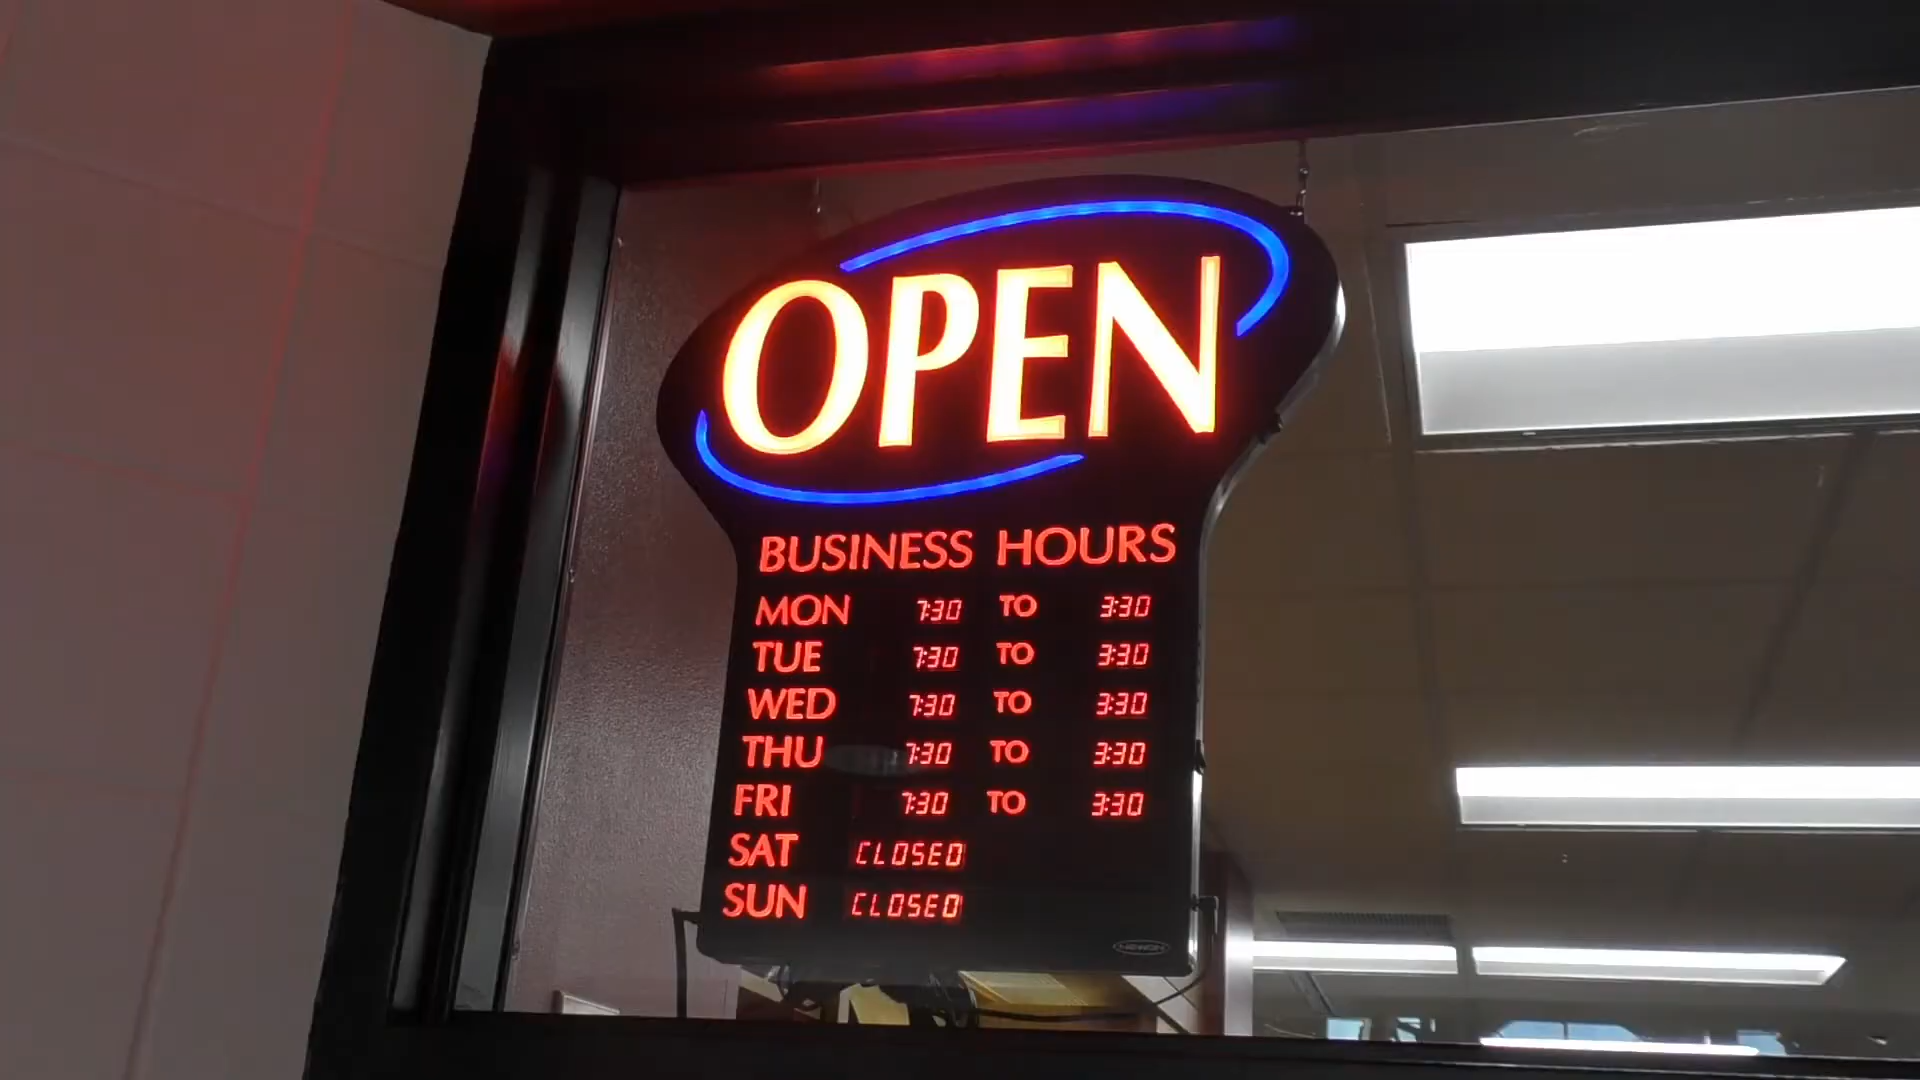 OPEN
BUSINESS HOURS
MON 7:30 TO 3:30
TUE 7:30 TO 3:30
WED 7:30 TO 3:30
THU 7:30 TO 3:30
FRI 7:30 TO 3:30
SAT CLOSED
SUN CLOSED
NEWON